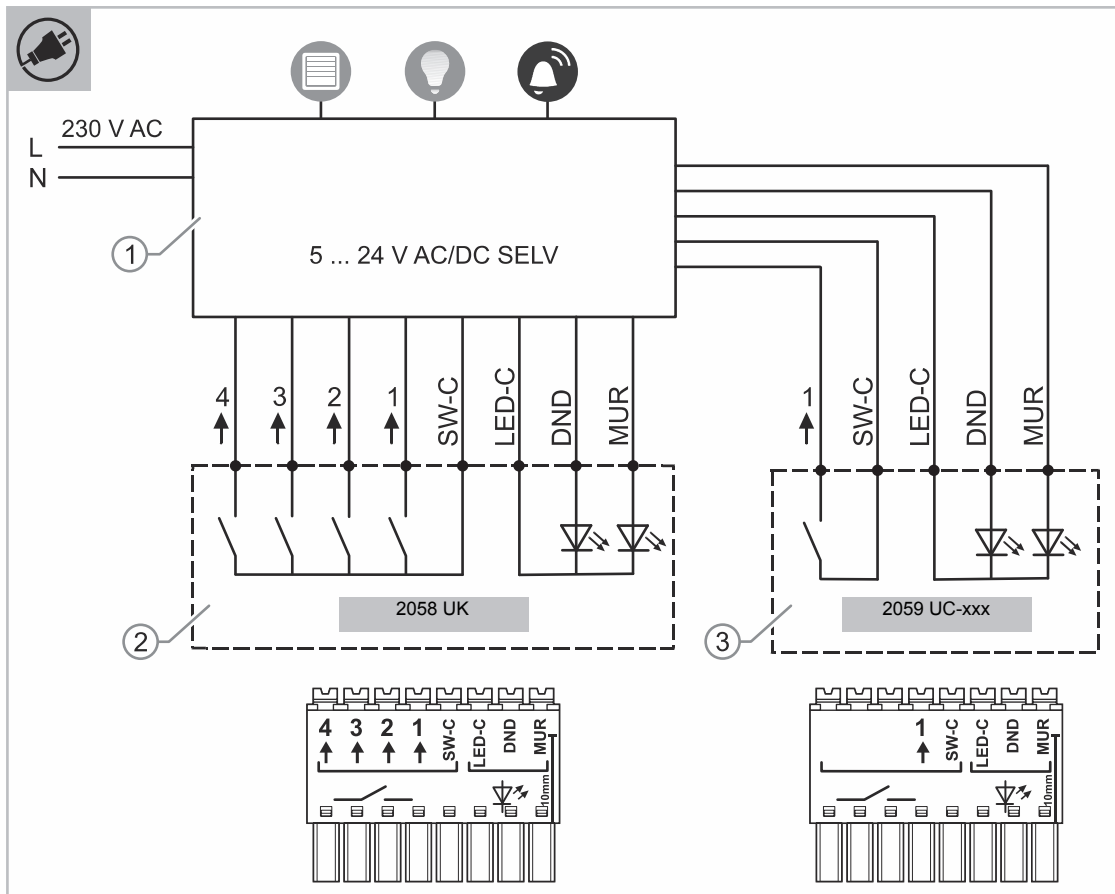 230 V AC
L
N
1
5 ... 24 V AC/DC SELV
4 3 2 1 SW-C LED-C DND MUR
1 SW-C LED-C DND MUR
2058 UK
2
2059 UC-xxx
3
4 3 2 1 SW-C LED-C DND MUR
10mm
1 SW-C LED-C DND MUR
10mm